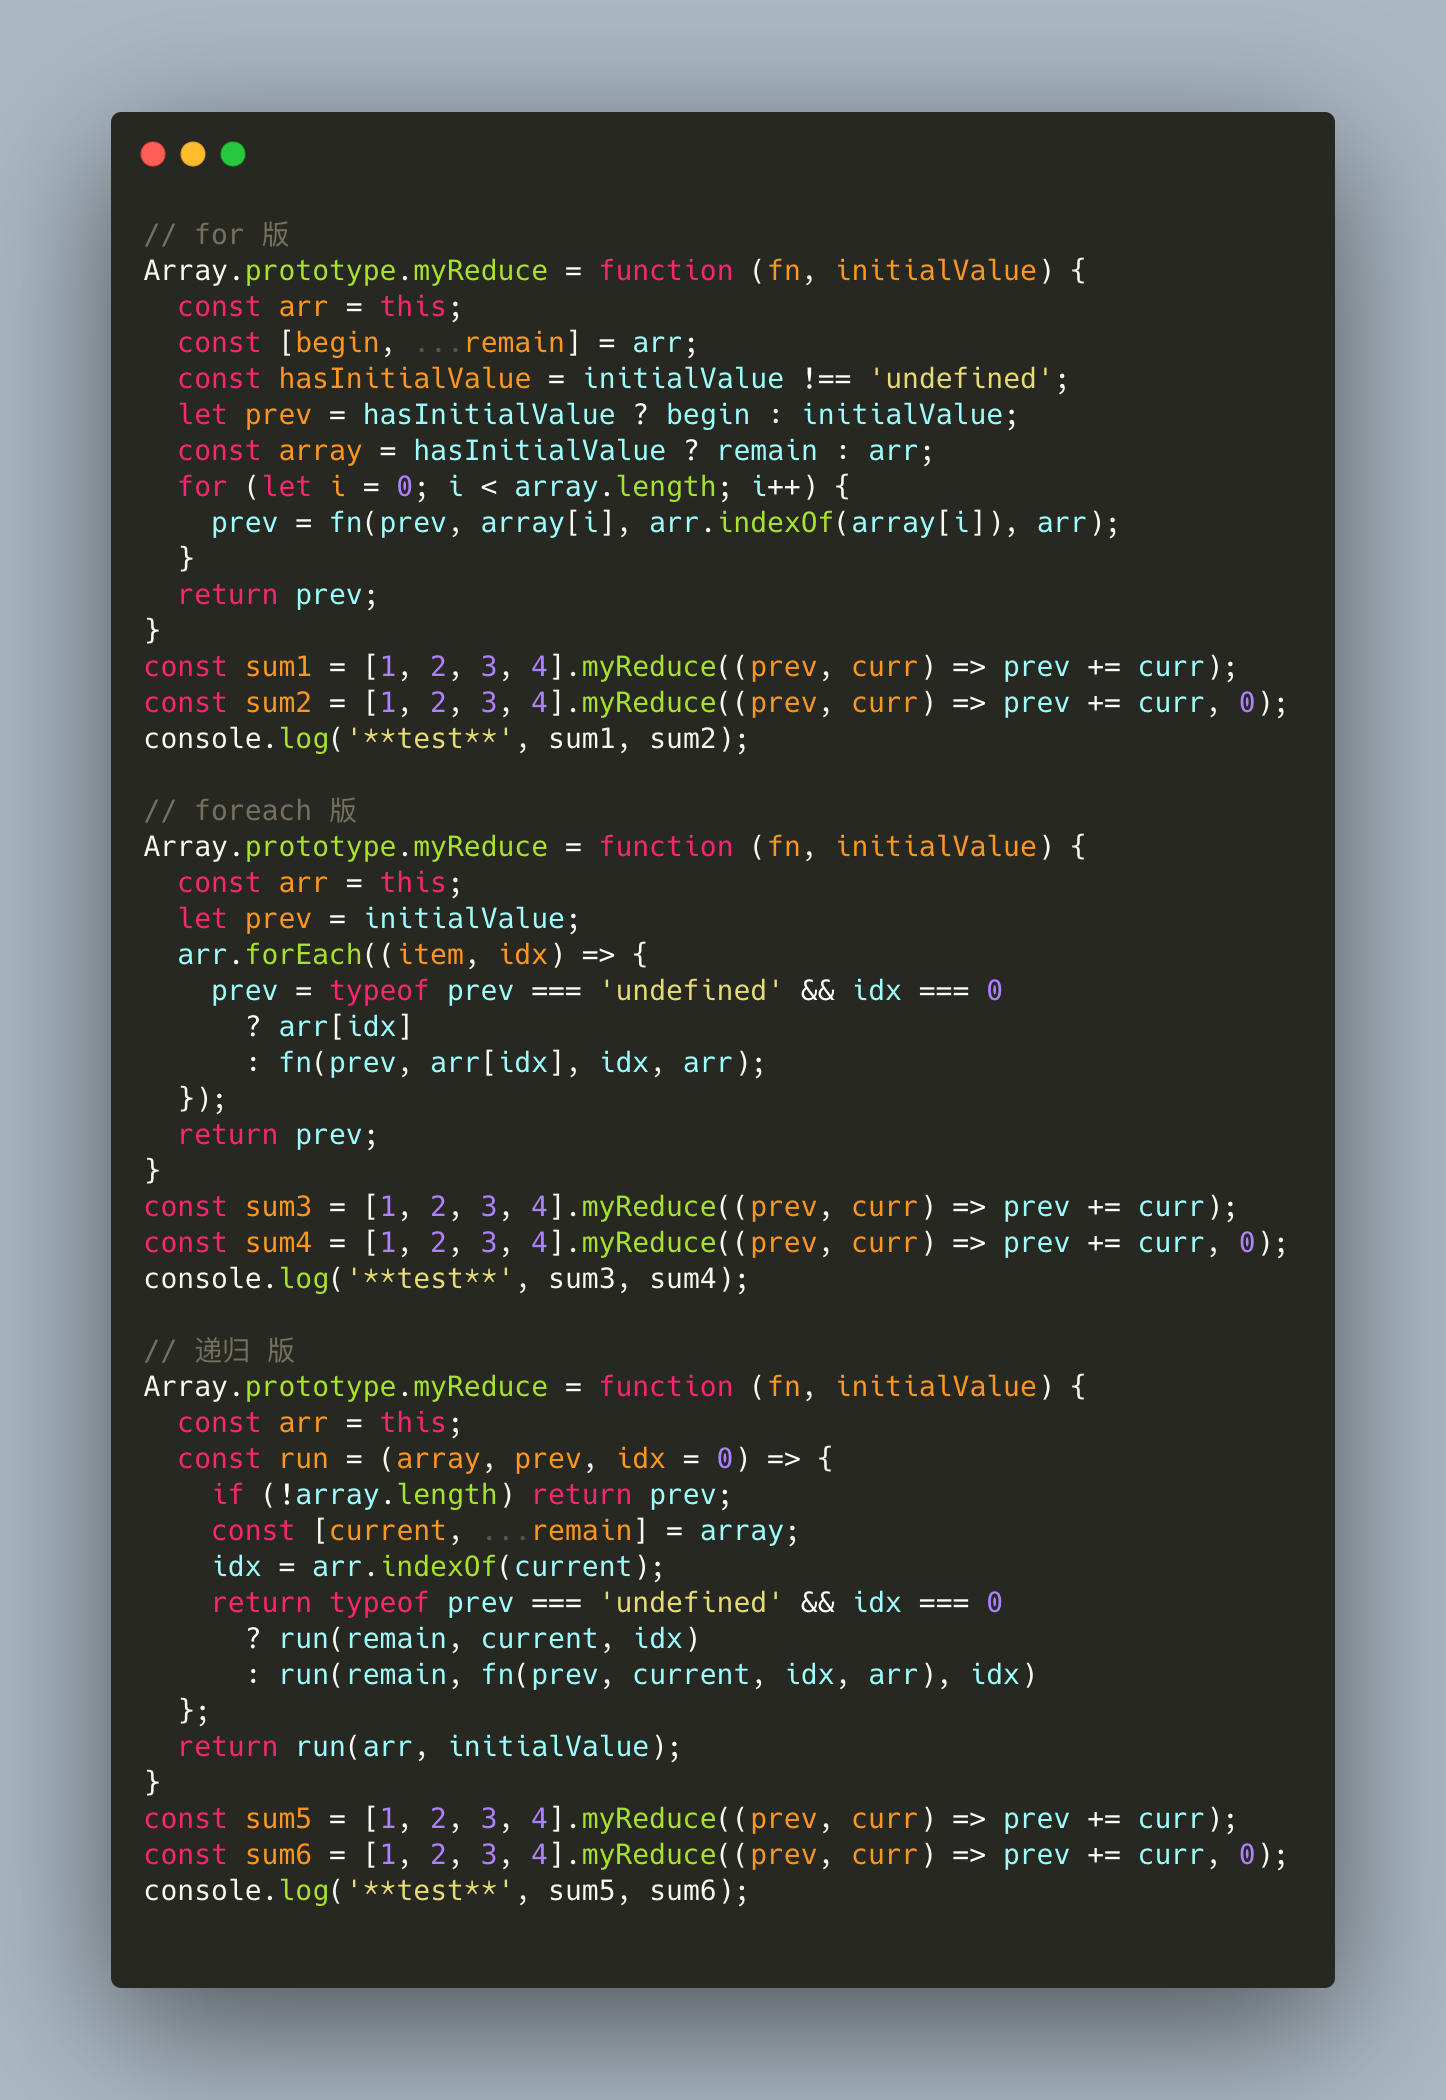 // for 版
Array.prototype.myReduce = function (fn, initialValue) {
  const arr = this;
  const [begin, ...remain] = arr;
  const hasInitialValue = initialValue !== 'undefined';
  let prev = hasInitialValue ? begin : initialValue;
  const array = hasInitialValue ? remain : arr;
  for (let i = 0; i < array.length; i++) {
    prev = fn(prev, array[i], arr.indexOf(array[i]), arr);
  }
  return prev;
}
const sum1 = [1, 2, 3, 4].myReduce((prev, curr) => prev += curr);
const sum2 = [1, 2, 3, 4].myReduce((prev, curr) => prev += curr, 0);
console.log('**test**', sum1, sum2);

// foreach 版
Array.prototype.myReduce = function (fn, initialValue) {
  const arr = this;
  let prev = initialValue;
  arr.forEach((item, idx) => {
    prev = typeof prev === 'undefined' && idx === 0
      ? arr[idx]
      : fn(prev, arr[idx], idx, arr);
  });
  return prev;
}
const sum3 = [1, 2, 3, 4].myReduce((prev, curr) => prev += curr);
const sum4 = [1, 2, 3, 4].myReduce((prev, curr) => prev += curr, 0);
console.log('**test**', sum3, sum4);

// 递归 版
Array.prototype.myReduce = function (fn, initialValue) {
  const arr = this;
  const run = (array, prev, idx = 0) => {
    if (!array.length) return prev;
    const [current, ...remain] = array;
    idx = arr.indexOf(current);
    return typeof prev === 'undefined' && idx === 0
      ? run(remain, current, idx)
      : run(remain, fn(prev, current, idx, arr), idx)
  };
  return run(arr, initialValue);
}
const sum5 = [1, 2, 3, 4].myReduce((prev, curr) => prev += curr);
const sum6 = [1, 2, 3, 4].myReduce((prev, curr) => prev += curr, 0);
console.log('**test**', sum5, sum6);